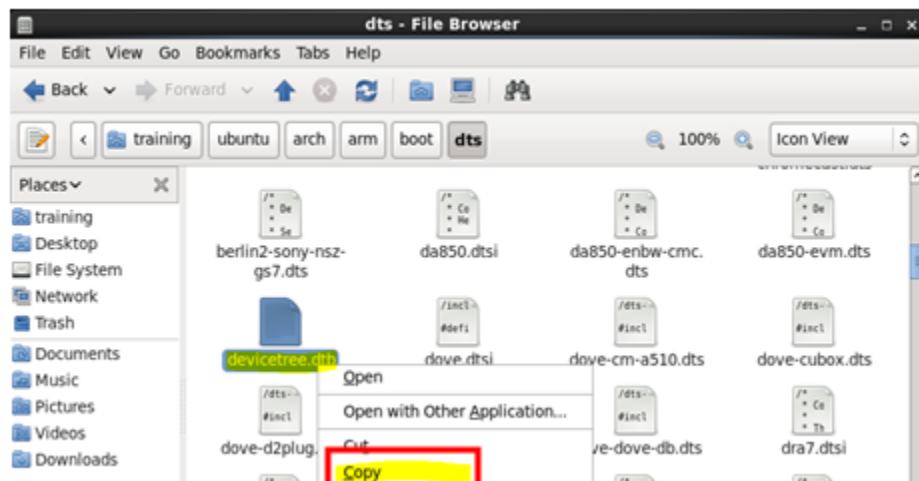 dts - File Browser
File Edit View Go Bookmarks Tabs Help
Back Forward
training ubuntu arch arm boot dts 100% Icon View
Places
training
Desktop
File System
Network
Trash
Documents
Music
Pictures
Videos
Downloads
berlin2-sony-nsz-
gs7.dts
da850.dtsi
da850-enbw-cmc.
dts
da850-evm.dts
devicetree.dtb
dove.dtsi
dove-cm-a510.dts
dove-cubox.dts
dove-d2plug.
ve-dove-db.dts
dra7.dtsi
Open
Open with Other Application...
Cut
Copy